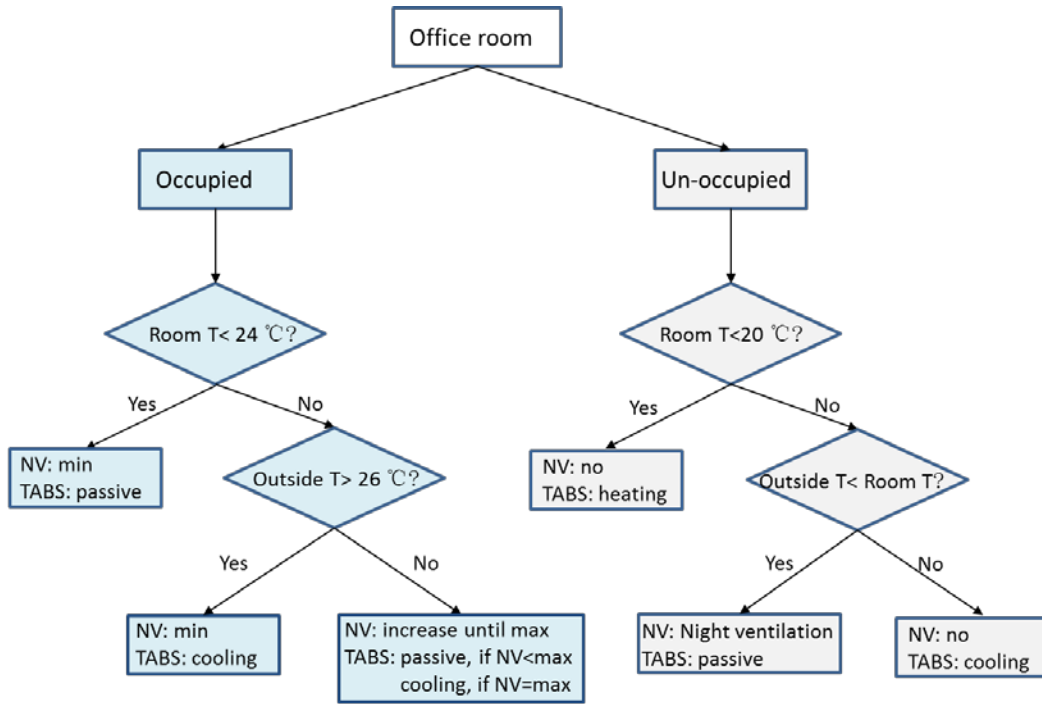 Office room
Occupied
Un-occupied
Room T< 24 ℃?
Room T<20 ℃?
Yes
No
Yes
No
NV: min
TABS: passive
Outside T> 26 ℃?
NV: no
TABS: heating
Outside T< Room T?
Yes
No
Yes
No
NV: min
TABS: cooling
NV: increase until max
TABS: passive, if NV<max
cooling, if NV=max
NV: Night ventilation
TABS: passive
NV: no
TABS: cooling